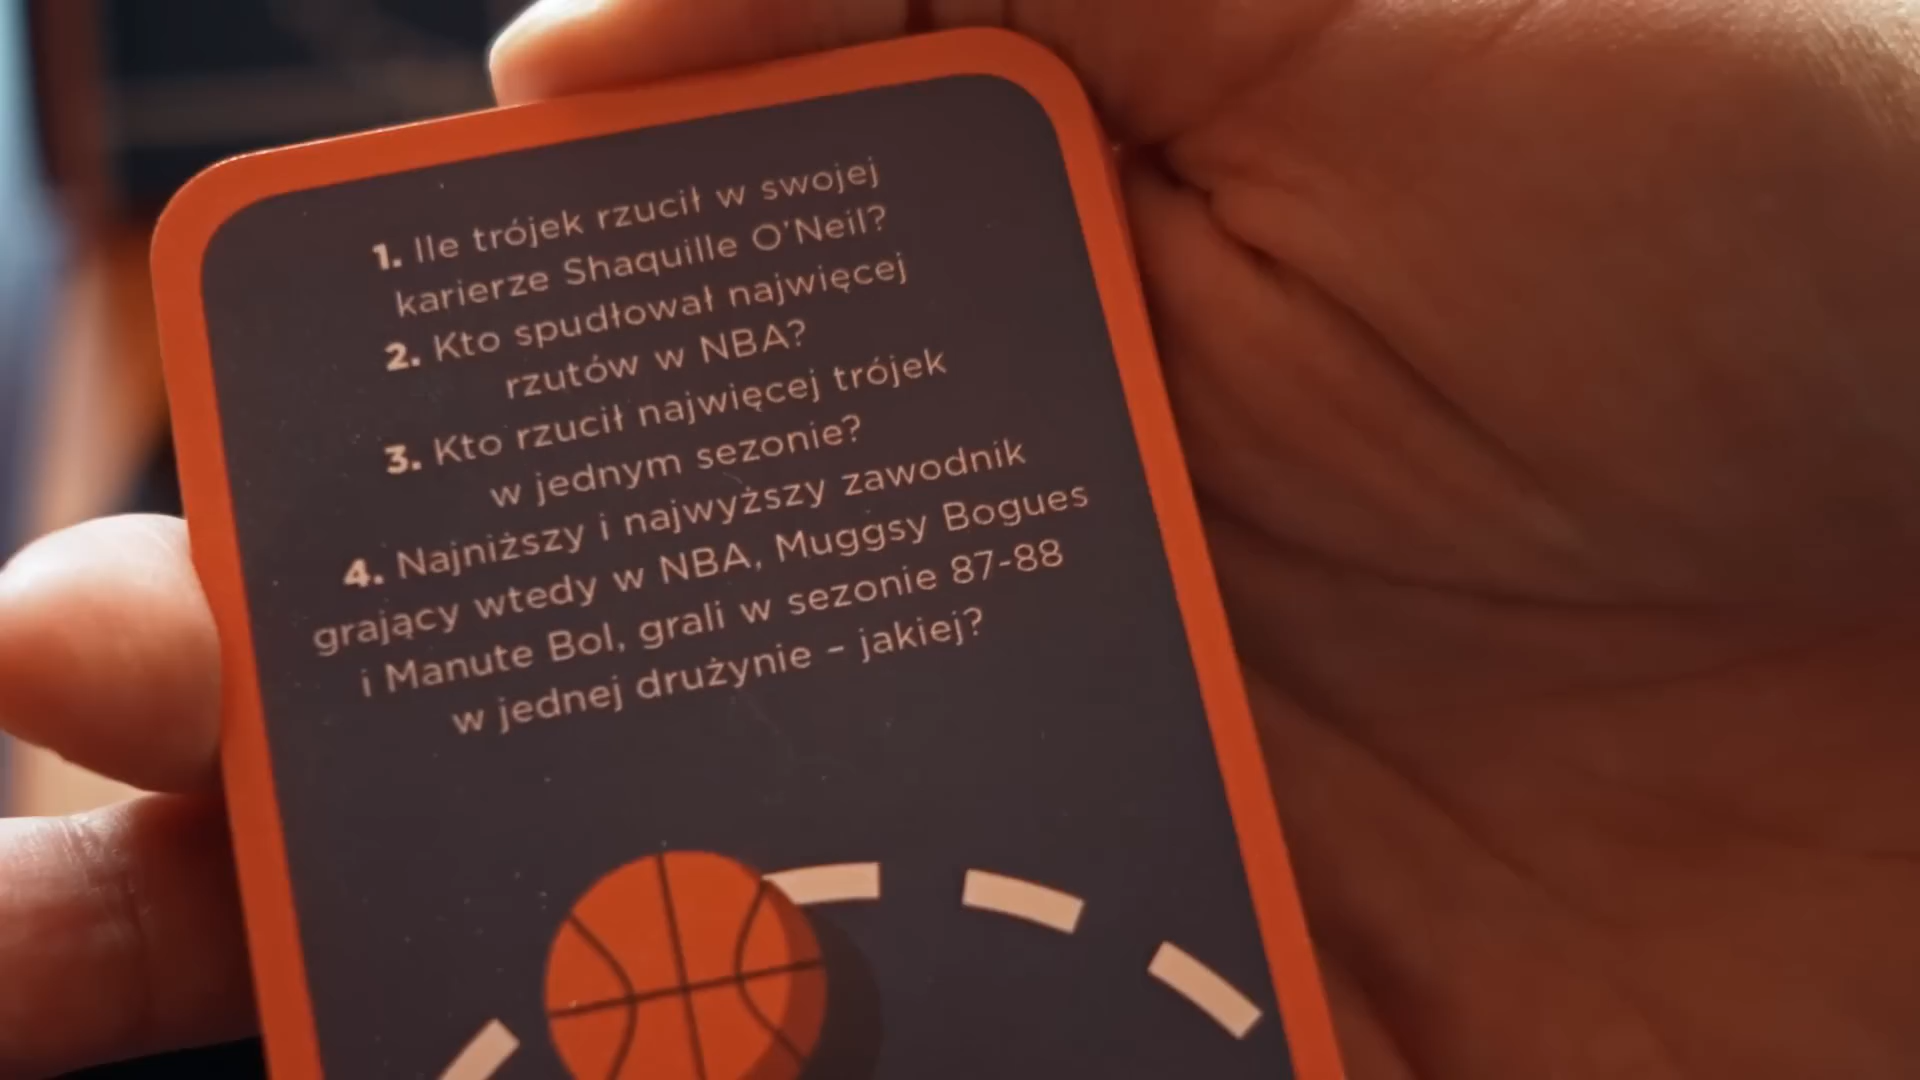 1. Ile trójek rzucił w swojej
karierze Shaquille O'Neil?
2. Kto spudłował najwięcej
rzutów w NBA?
3. Kto rzucił najwięcej trójek
w jednym sezonie?
4. Najniższy i najwyższy zawodnik
grający wtedy w NBA, Muggsy Bogues
i Manute Bol, grali w sezonie 87-88
w jednej drużynie – jakiej?